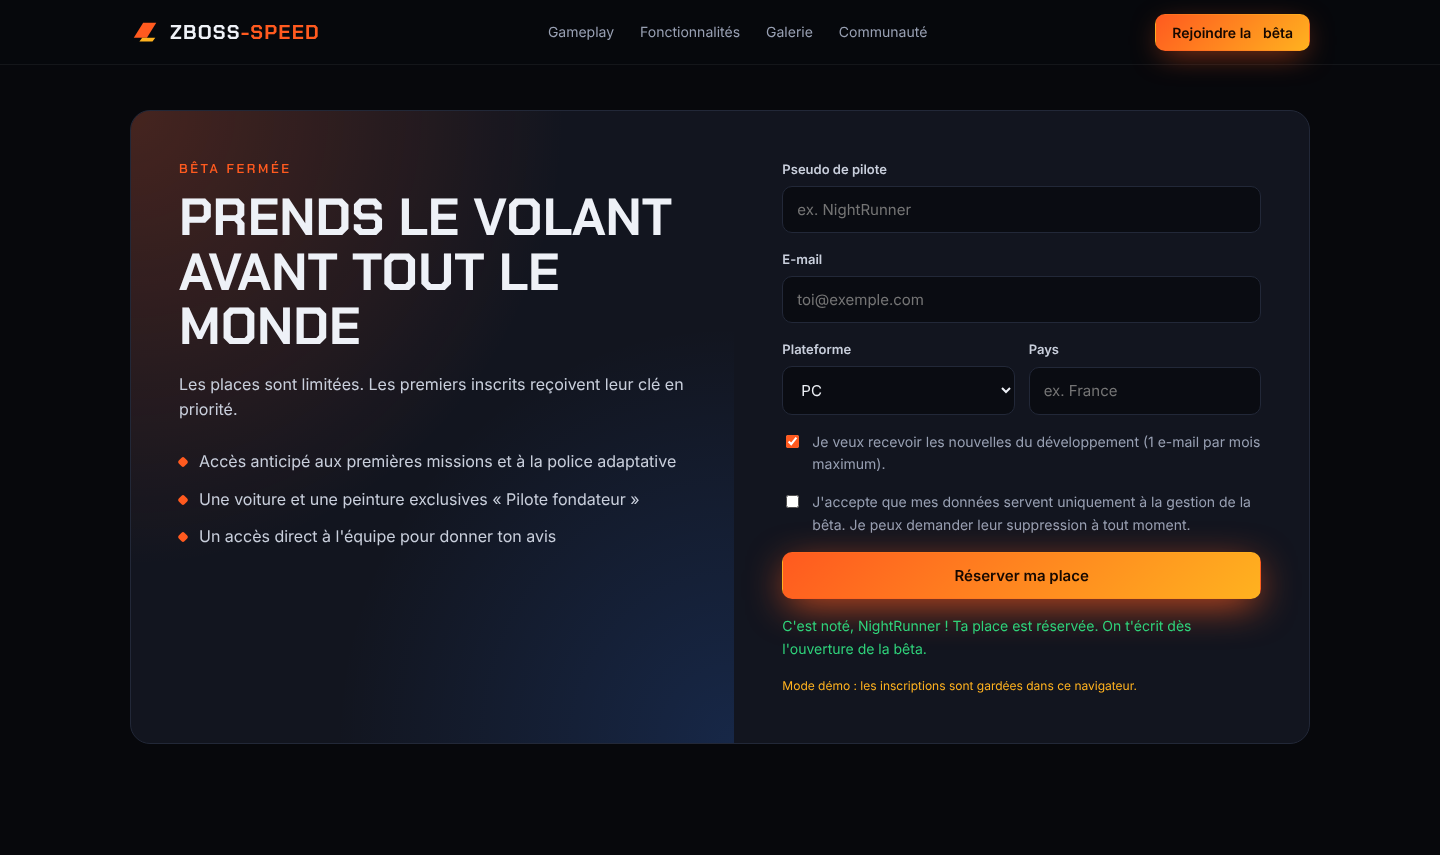 ZBOSS-SPEED
Gameplay Fonctionnalités Galerie Communauté
Rejoindre la bêta
BÊTA FERMÉE
PRENDS LE VOLANT
AVANT TOUT LE
MONDE
Les places sont limitées. Les premiers inscrits reçoivent leur clé en
priorité.
Accès anticipé aux premières missions et à la police adaptative
Une voiture et une peinture exclusives « Pilote fondateur »
Un accès direct à l'équipe pour donner ton avis
Pseudo de pilote
ex. NightRunner
E-mail
toi@exemple.com
Plateforme Pays
PC ex. France
Je veux recevoir les nouvelles du développement (1 e-mail par mois
maximum).
J'accepte que mes données servent uniquement à la gestion de la
bêta. Je peux demander leur suppression à tout moment.
Réserver ma place
C'est noté, NightRunner ! Ta place est réservée. On t'écrit dès
l'ouverture de la bêta.
Mode démo : les inscriptions sont gardées dans ce navigateur.